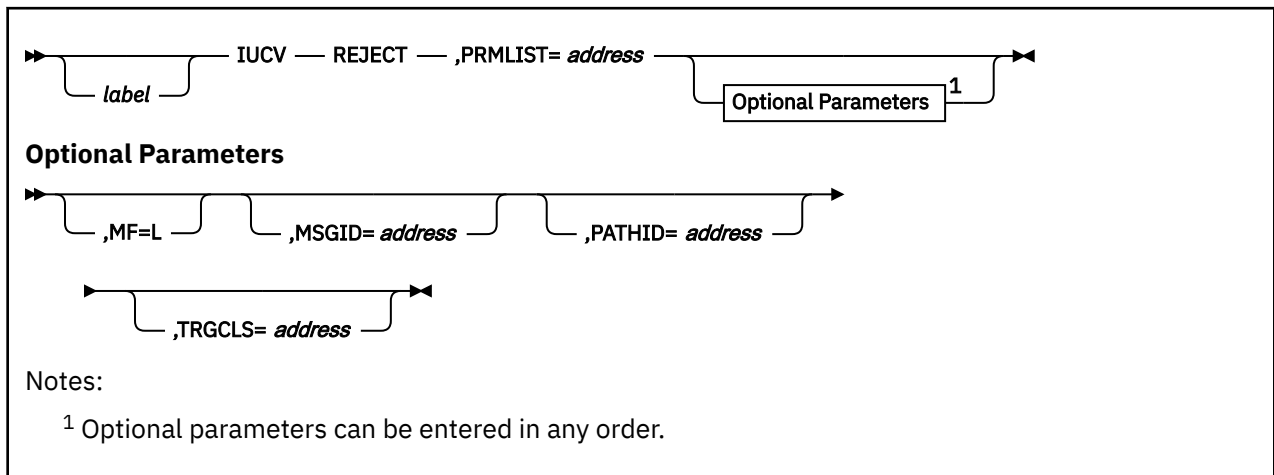 IUCV REJECT ,PRMLIST= address
label
Optional Parameters 1
Optional Parameters
,MF=L ,MSGID= address ,PATHID= address
,TRGCLS= address
Notes:
1 Optional parameters can be entered in any order.